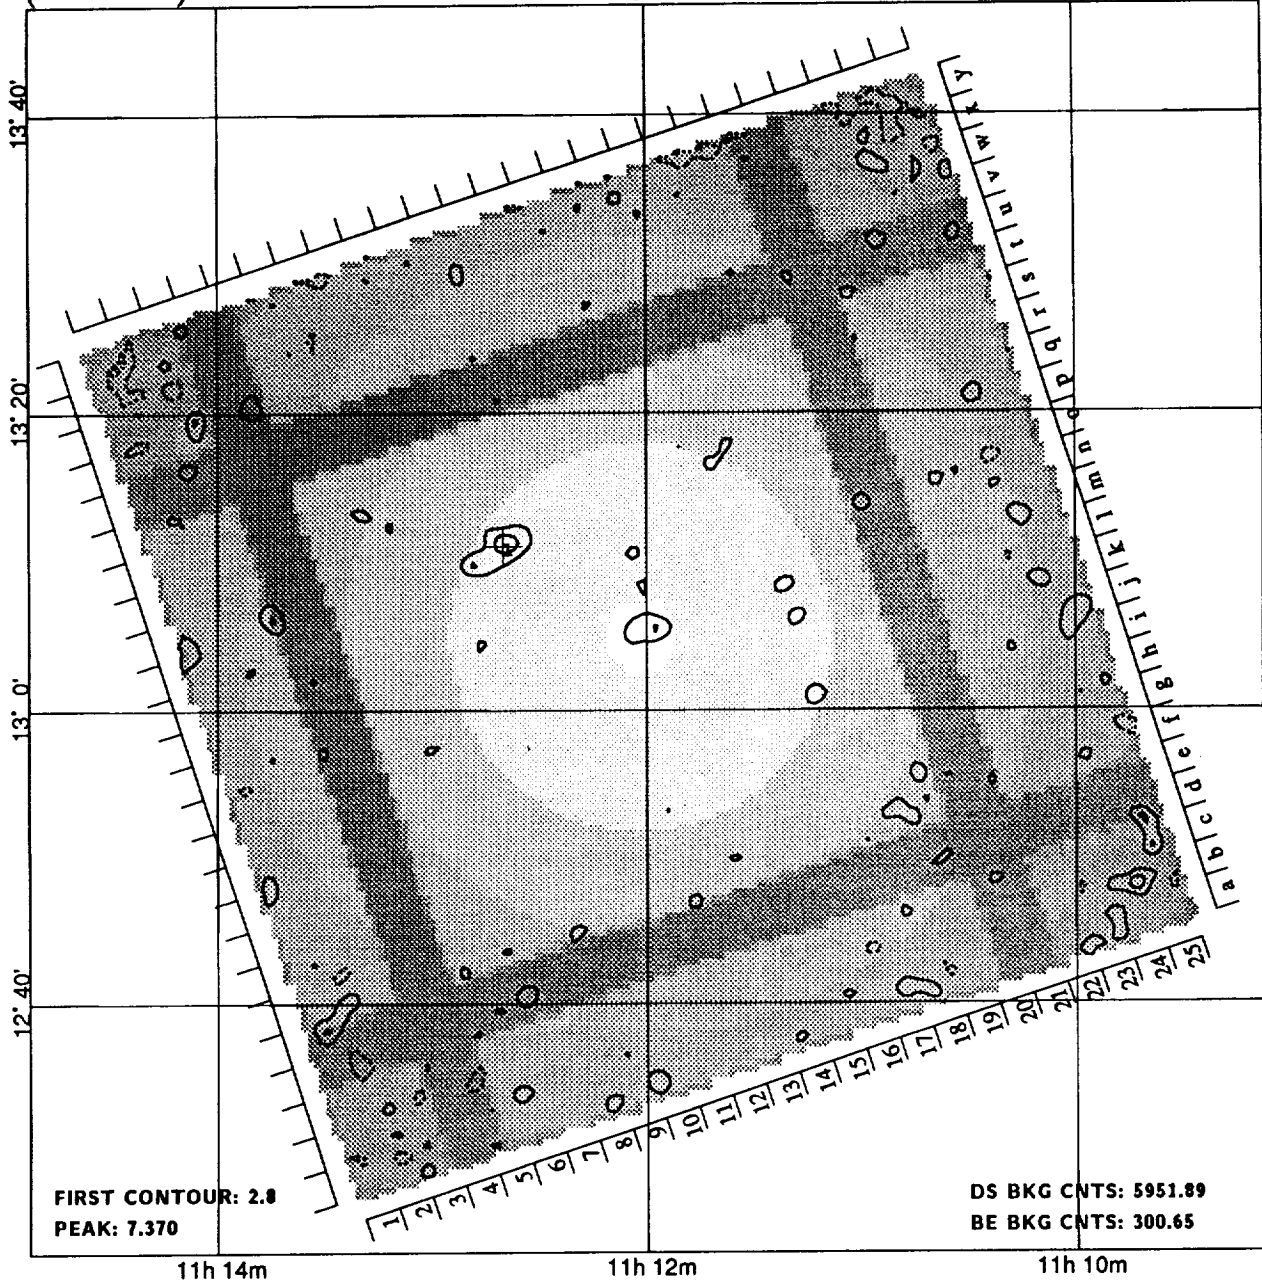 13° 40'
13° 20'
13° 0'
12° 40'
y
x
w
v
u
t
s
r
q
p
o
n
m
l
k
j
i
h
g
f
e
d
c
b
a
1
2
3
4
5
6
7
8
9
10
11
12
13
14
15
16
17
18
19
20
21
22
23
24
25
FIRST CONTOUR: 2.8
PEAK: 7.370
DS BKG CNTS: 5951.89
BE BKG CNTS: 300.65
11h 14m
11h 12m
11h 10m